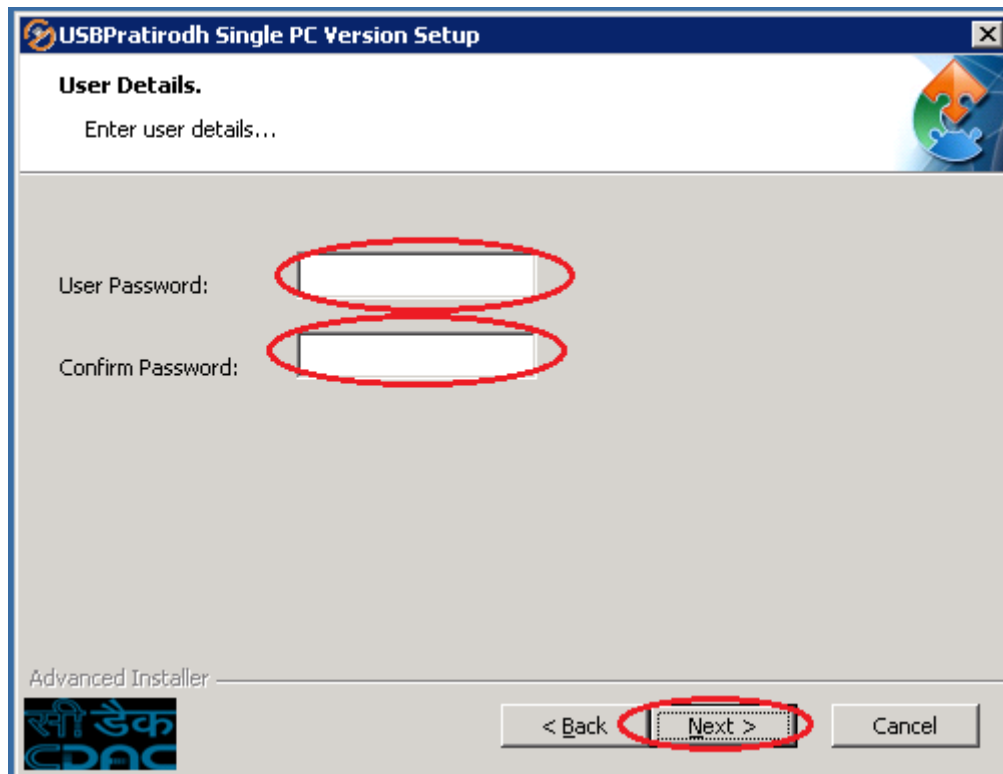 USBPratirodh Single PC Version Setup
User Details.
Enter user details...
User Password:
Confirm Password:
Advanced Installer
सी डैक
CDAC
< Back
Next >
Cancel